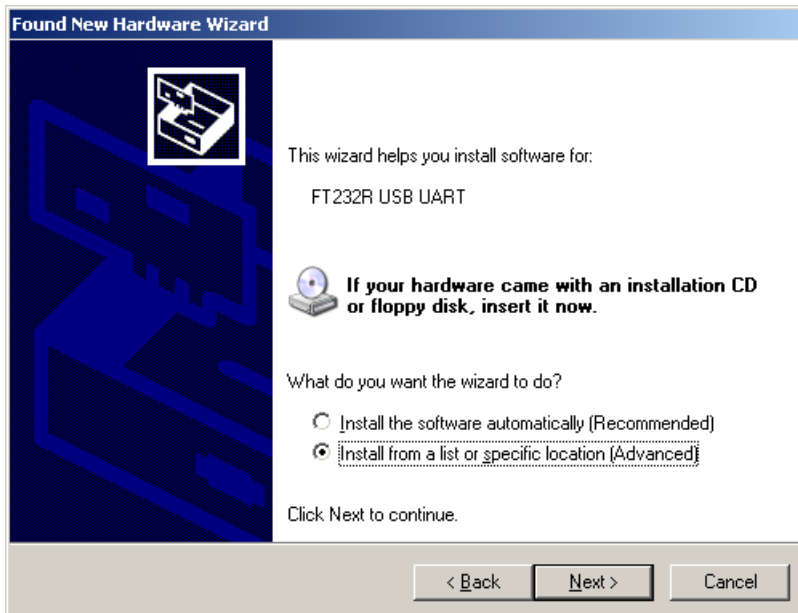 Found New Hardware Wizard
This wizard helps you install software for:
FT232R USB UART
If your hardware came with an installation CD
or floppy disk, insert it now.
What do you want the wizard to do?
Install the software automatically (Recommended)
Install from a list or specific location (Advanced)
Click Next to continue.
< Back
Next >
Cancel